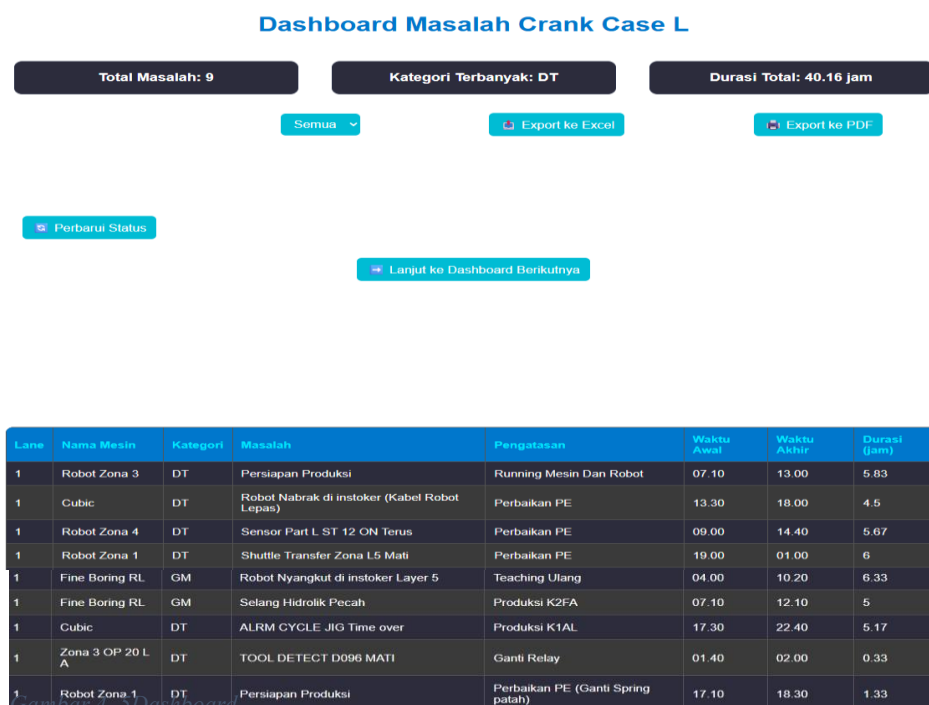 Dashboard Masalah Crank Case L
Total Masalah: 9
Kategori Terbanyak: DT
Durasi Total: 40.16 jam
Semua
Export ke Excel
Export ke PDF
Perbarui Status
Lanjut ke Dashboard Berikutnya
Lane Nama Mesin Kategori Masalah Pengatasan Waktu Awal Waktu Akhir Durasi (jam)
1 Robot Zona 3 DT Persiapan Produksi Running Mesin Dan Robot 07.10 13.00 5.83
1 Cubic DT Robot Nabrak di instoker (Kabel Robot Lepas) Perbaikan PE 13.30 18.00 4.5
1 Robot Zona 4 DT Sensor Part L ST 12 ON Terus Perbaikan PE 09.00 14.40 5.67
1 Robot Zona 1 DT Shuttle Transfer Zona L5 Mati Perbaikan PE 19.00 01.00 6
1 Fine Boring RL GM Robot Nyangkut di instoker Layer 5 Teaching Ulang 04.00 10.20 6.33
1 Fine Boring RL GM Selang Hidrolik Pecah Produksi K2FA 07.10 12.10 5
1 Cubic DT ALRM CYCLE JIG Time over Produksi K1AL 17.30 22.40 5.17
1 Zona 3 OP 20 L A DT TOOL DETECT D096 MATI Ganti Relay 01.40 02.00 0.33
1 Robot Zona 1 DT Persiapan Produksi Perbaikan PE (Ganti Spring patah) 17.10 18.30 1.33
Gambar 4. 5Dashboard